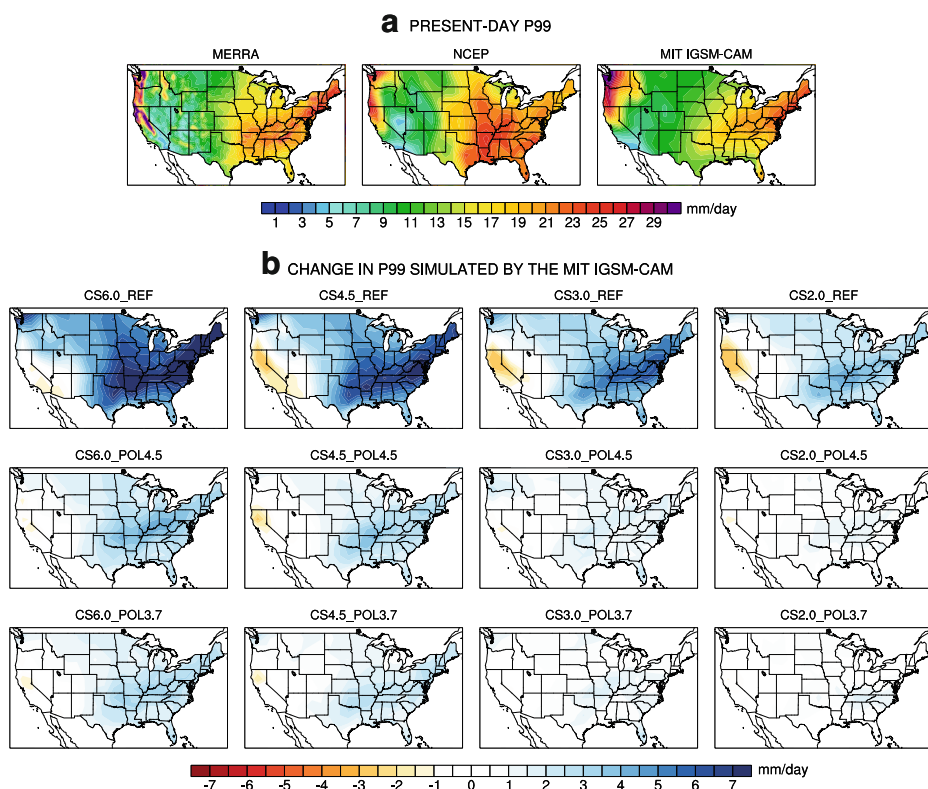 a PRESENT-DAY P99
MERRA NCEP MIT IGSM-CAM
1 3 5 7 9 11 13 15 17 19 21 23 25 27 29 mm/day
b CHANGE IN P99 SIMULATED BY THE MIT IGSM-CAM
CS6.0_REF CS4.5_REF CS3.0_REF CS2.0_REF
CS6.0_POL4.5 CS4.5_POL4.5 CS3.0_POL4.5 CS2.0_POL4.5
CS6.0_POL3.7 CS4.5_POL3.7 CS3.0_POL3.7 CS2.0_POL3.7
-7 -6 -5 -4 -3 -2 -1 0 1 2 3 4 5 6 7 mm/day